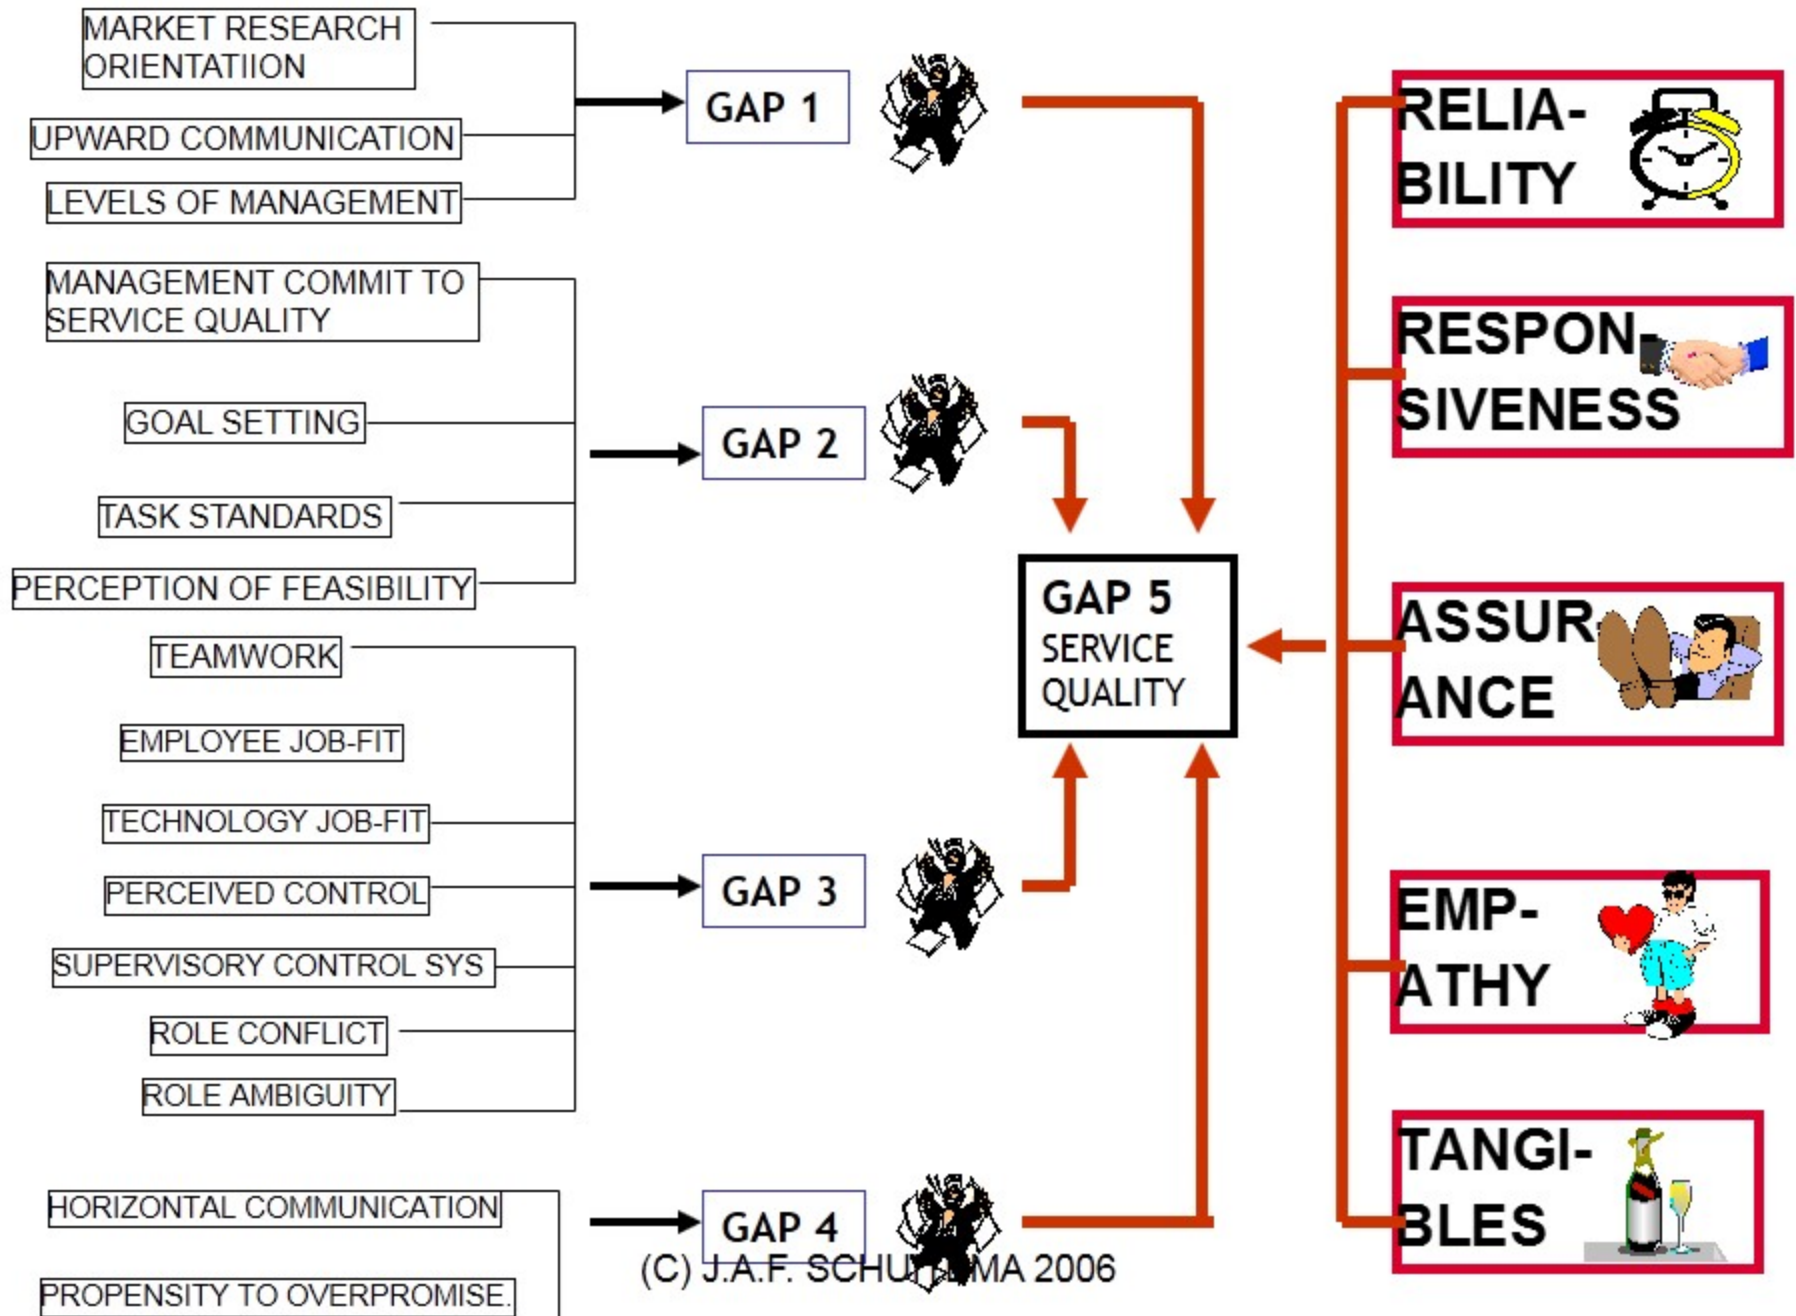 MARKET RESEARCH
ORIENTATIION
UPWARD COMMUNICATION
LEVELS OF MANAGEMENT
GAP 1
MANAGEMENT COMMIT TO
SERVICE QUALITY
GOAL SETTING
TASK STANDARDS
PERCEPTION OF FEASIBILITY
GAP 2
TEAMWORK
EMPLOYEE JOB-FIT
TECHNOLOGY JOB-FIT
PERCEIVED CONTROL
SUPERVISORY CONTROL SYS
ROLE CONFLICT
ROLE AMBIGUITY
GAP 3
HORIZONTAL COMMUNICATION
PROPENSITY TO OVERPROMISE.
GAP 4
GAP 5
SERVICE
QUALITY
RELIA-
BILITY
RESPON-
SIVENESS
ASSUR
ANCE
EMP-
ATHY
TANGI-
BLES
(C) J.A.F. 2006